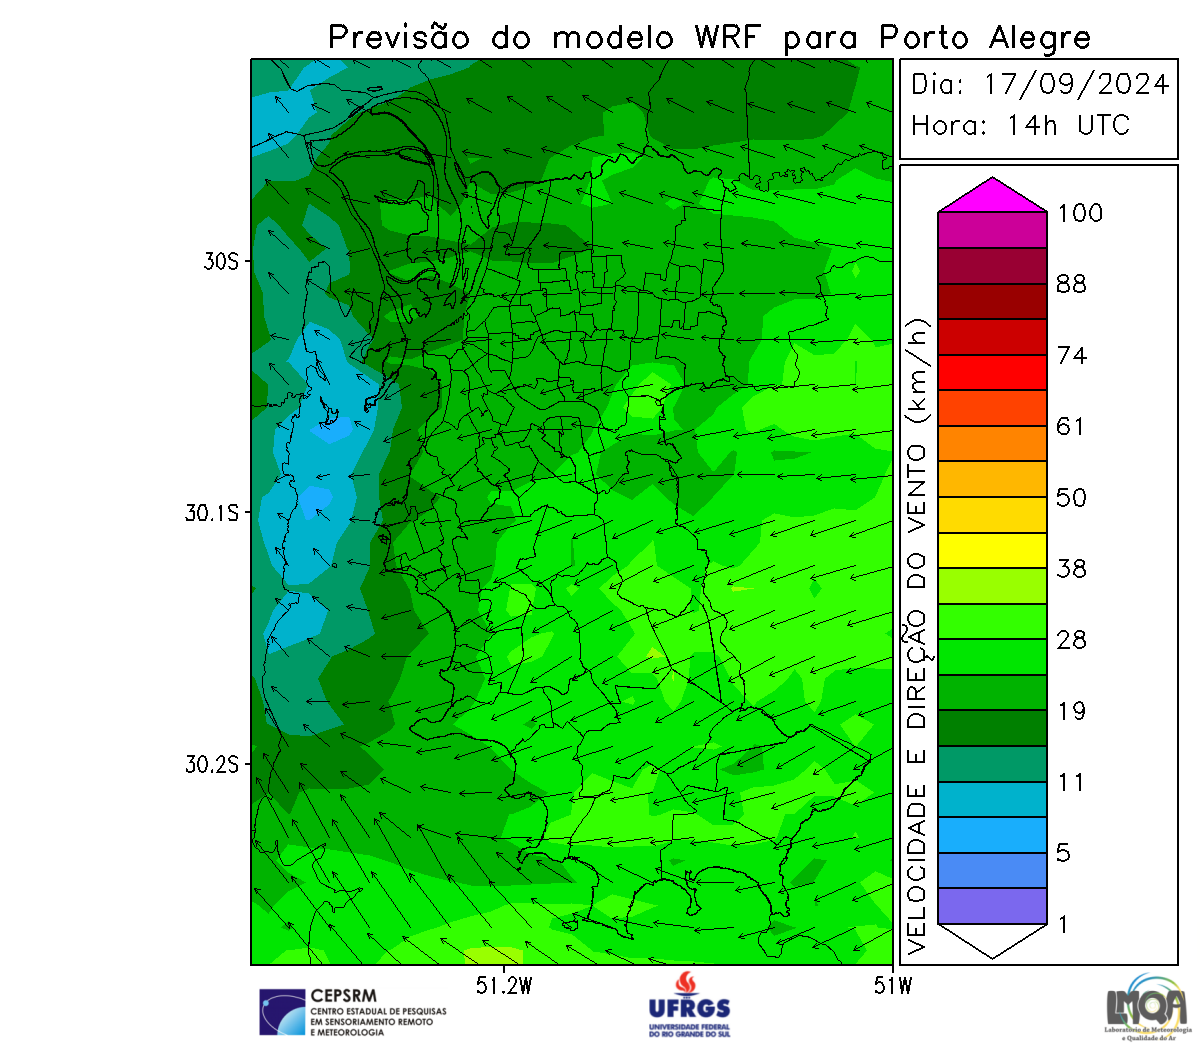 Previsão do modelo WRF para Porto Alegre
Dia: 17/09/2024
Hora: 14h UTC
30S
30.1S
30.2S
51.2W
51W
VELOCIDADE E DIREÇÃO DO VENTO (km/h)
100
88
74
61
50
38
28
19
11
5
1
CEPSRM
CENTRO ESTADUAL DE PESQUISAS
EM SENSORIAMENTO REMOTO
E METEOROLOGIA
UFRGS
UNIVERSIDADE FEDERAL
DO RIO GRANDE DO SUL
LMQA
Laboratório de Meteorologia
e Qualidade do Ar